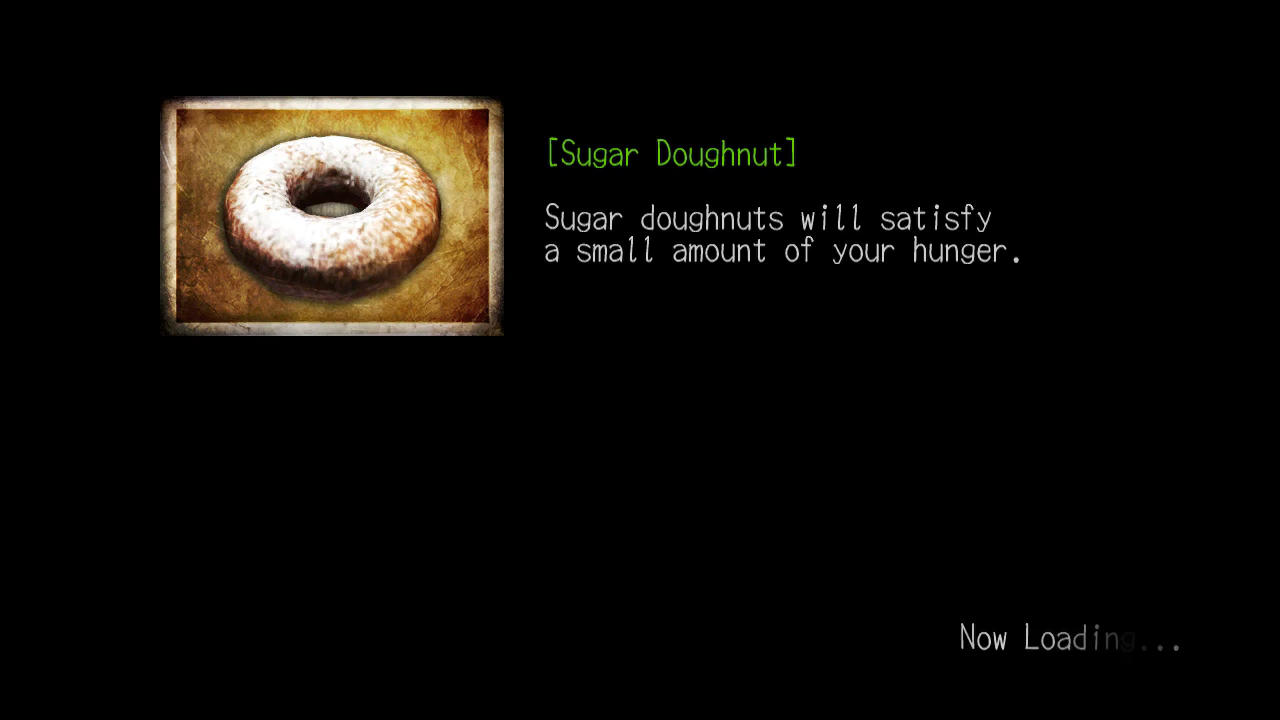 [Sugar Doughnut]
Sugar doughnuts will satisfy
a small amount of your hunger.
Now Loading...